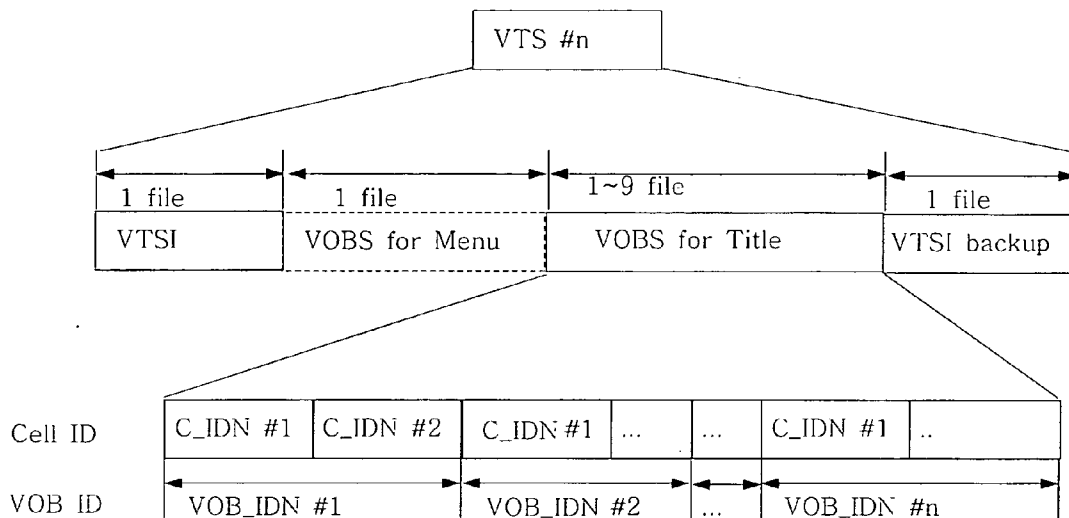 VTS #n
1 file 1 file 1~9 file 1 file
VTSI VOBS for Menu VOBS for Title VTSI backup
Cell ID C_IDN #1 C_IDN #2 C_IDN #1 ... ... C_IDN #1 ..
VOB ID VOB_IDN #1 VOB_IDN #2 ... VOB_IDN #n